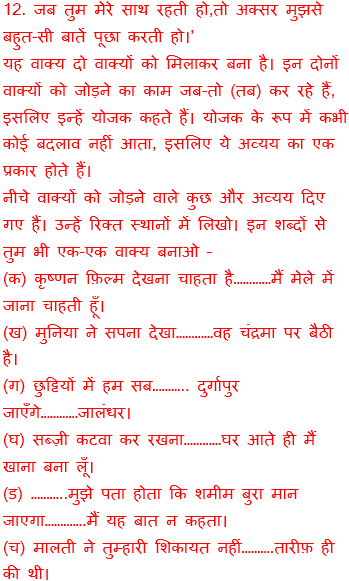 12. जब तुम मेरे साथ रहती हो,तो अक्सर मुझसे
बहुत-सी बातें पूछा करती हो।’
यह वाक्य दो वाक्यों को मिलाकर बना है। इन दोनों
वाक्यों को जोड़ने का काम जब-तो (तब) कर रहे हैं,
इसलिए इन्हें योजक कहते हैं। योजक के रूप में कभी
कोई बदलाव नहीं आता, इसलिए ये अव्यय का एक
प्रकार होते हैं।
नीचे वाक्यों को जोड़ने वाले कुछ और अव्यय दिए
गए हैं। उन्हें रिक्त स्थानों में लिखो। इन शब्दों से
तुम भी एक-एक वाक्य बनाओ –
(क) कृष्णन फ़िल्म देखना चाहता है…………मैं मेले में
जाना चाहती हूँ।
(ख) मुनिया ने सपना देखा…………वह चंद्रमा पर बैठी
है।
(ग) छुट्टियों में हम सब……….. दुर्गापुर
जाएँगे…………जालंधर।
(घ) सब्ज़ी कटवा कर रखना…………घर आते ही मैं
खाना बना लूँ।
(ड) ………..मुझे पता होता कि शमीम बुरा मान
जाएगा………….मैं यह बात न कहता।
(च) मालती ने तुम्हारी शिकायत नहीं……….तारीफ़ ही
की थी।